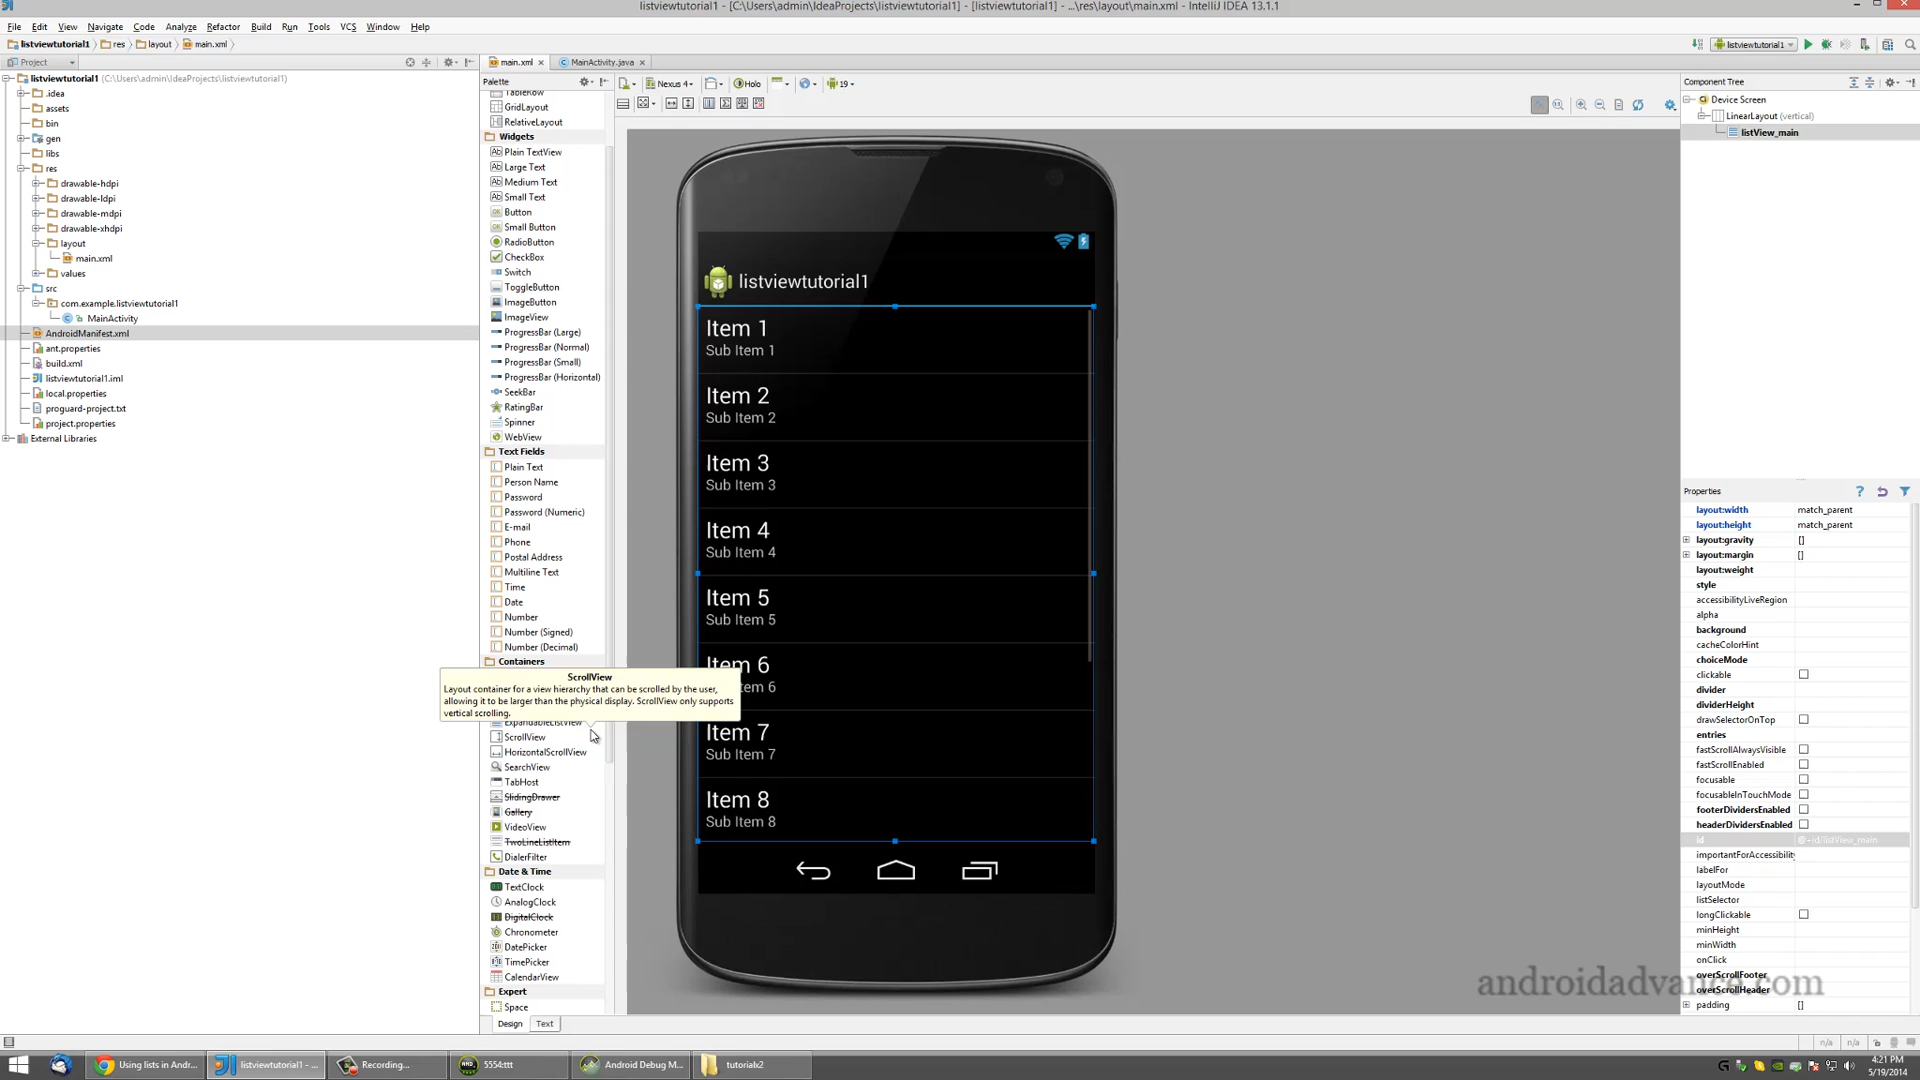 listviewtutorial1 - [C:\Users\admin\IdeaProjects\listviewtutorial1] - [listviewtutorial1] - ...\res\layout\main.xml - IntelliJ IDEA 13.1.1
File Edit View Navigate Code Analyze Refactor Build Run Tools VCS Window Help
listviewtutorial1 res layout main.xml
listviewtutorial1
Project
main.xml MainActivity.java
listviewtutorial1 (C:\Users\admin\IdeaProjects\listviewtutorial1)
.idea
assets
bin
gen
libs
res
drawable-hdpi
drawable-ldpi
drawable-mdpi
drawable-xhdpi
layout
main.xml
values
src
com.example.listviewtutorial1
MainActivity
AndroidManifest.xml
ant.properties
build.xml
listviewtutorial1.iml
local.properties
proguard-project.txt
project.properties
External Libraries
Palette
TableRow
GridLayout
RelativeLayout
Widgets
Plain TextView
Large Text
Medium Text
Small Text
Button
Small Button
RadioButton
CheckBox
Switch
ToggleButton
ImageButton
ImageView
ProgressBar (Large)
ProgressBar (Normal)
ProgressBar (Small)
ProgressBar (Horizontal)
SeekBar
RatingBar
Spinner
WebView
Text Fields
Plain Text
Person Name
Password
Password (Numeric)
E-mail
Phone
Postal Address
Multiline Text
Time
Date
Number
Number (Signed)
Number (Decimal)
Containers
ScrollView
Layout container for a view hierarchy that can be scrolled by the user,
allowing it to be larger than the physical display. ScrollView only supports
vertical scrolling.
ExpandableListView
ScrollView
HorizontalScrollView
SearchView
TabHost
SlidingDrawer
Gallery
VideoView
TwoLineListItem
DialerFilter
Date & Time
TextClock
AnalogClock
DigitalClock
Chronometer
DatePicker
TimePicker
CalendarView
Expert
Space
Design Text
Nexus 4 Holo 19
listviewtutorial1
Item 1
Sub Item 1
Item 2
Sub Item 2
Item 3
Sub Item 3
Item 4
Sub Item 4
Item 5
Sub Item 5
Item 6
Item 6
Item 7
Sub Item 7
Item 8
Sub Item 8
Component Tree
Device Screen
LinearLayout (vertical)
listView_main
Properties
layout:width match_parent
layout:height match_parent
layout:gravity []
layout:margin []
layout:weight
style
accessibilityLiveRegion
alpha
background
cacheColorHint
choiceMode
clickable
divider
dividerHeight
drawSelectorOnTop
entries
fastScrollAlwaysVisible
fastScrollEnabled
focusable
focusableInTouchMode
footerDividersEnabled
headerDividersEnabled
id @+id/listView_main
importantForAccessibility
labelFor
layoutMode
listSelector
longClickable
minHeight
minWidth
onClick
overScrollFooter
overScrollHeader
padding []
androidadvance.com
n/a n/a
Using lists in Andr... listviewtutorial1 - ... Recording... 5554:ttt Android Debug M... tutorialx2
4:21 PM
5/19/2014